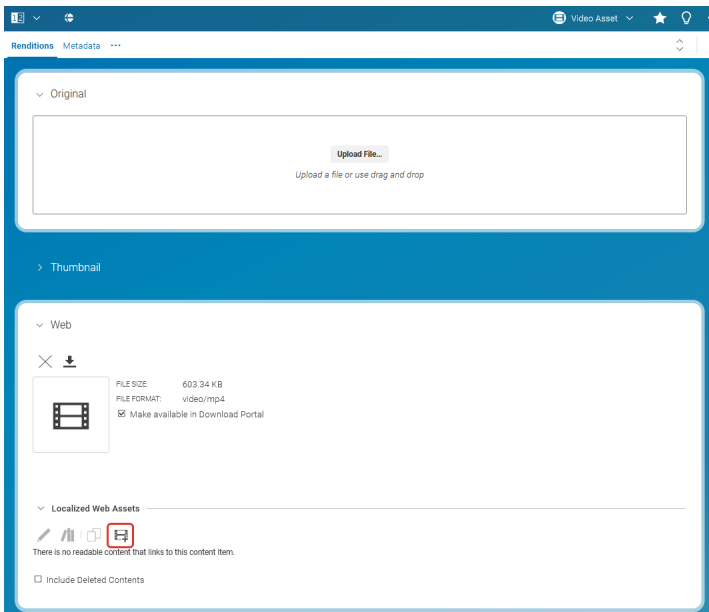 12
Video Asset
Renditions Metadata ...
Original
Upload File...
Upload a file or use drag and drop
Thumbnail
Web
FILE SIZE: 603.34 KB
FILE FORMAT: video/mp4
Make available in Download Portal
Localized Web Assets
There is no readable content that links to this content item.
Include Deleted Contents